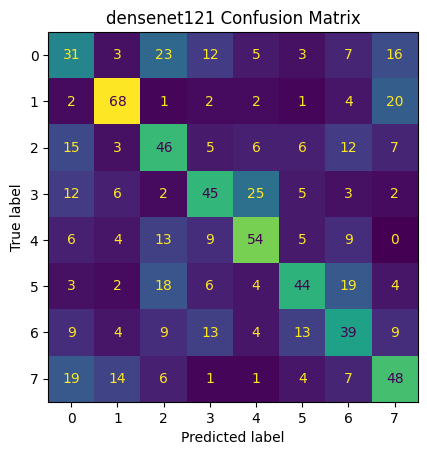 densenet121 Confusion Matrix
0 31 3 23 12 5 3 7 16
1 2 68 1 2 2 1 4 20
2 15 3 46 5 6 6 12 7
3 12 6 2 45 25 5 3 2
4 6 4 13 9 54 5 9 0
5 3 2 18 6 4 44 19 4
6 9 4 9 13 4 13 39 9
7 19 14 6 1 1 4 7 48
0 1 2 3 4 5 6 7
True label
Predicted label